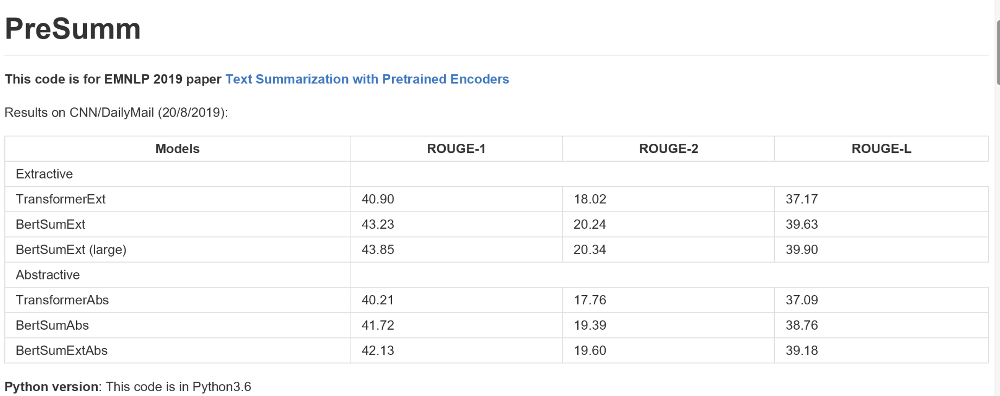 PreSumm
This code is for EMNLP 2019 paper Text Summarization with Pretrained Encoders
Results on CNN/DailyMail (20/8/2019):
Models ROUGE-1 ROUGE-2 ROUGE-L
Extractive
TransformerExt 40.90 18.02 37.17
BertSumExt 43.23 20.24 39.63
BertSumExt (large) 43.85 20.34 39.90
Abstractive
TransformerAbs 40.21 17.76 37.09
BertSumAbs 41.72 19.39 38.76
BertSumExtAbs 42.13 19.60 39.18
Python version: This code is in Python3.6